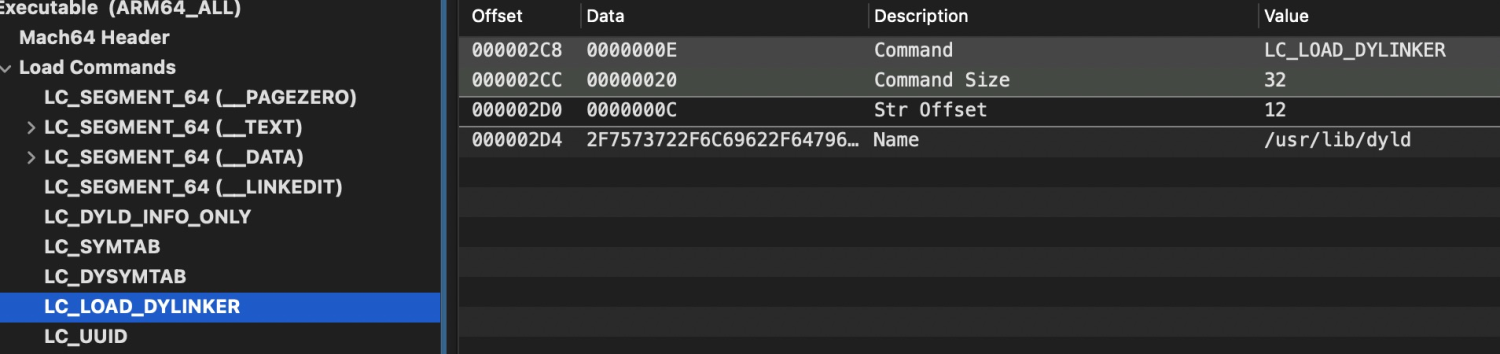 Executable (ARM64_ALL)
Mach64 Header
Load Commands
LC_SEGMENT_64 (__PAGEZERO)
LC_SEGMENT_64 (__TEXT)
LC_SEGMENT_64 (__DATA)
LC_SEGMENT_64 (__LINKEDIT)
LC_DYLD_INFO_ONLY
LC_SYMTAB
LC_DYSYMTAB
LC_LOAD_DYLINKER
LC_UUID
Offset Data Description Value
000002C8 0000000E Command LC_LOAD_DYLINKER
000002CC 00000020 Command Size 32
000002D0 0000000C Str Offset 12
000002D4 2F7573722F6C69622F64796… Name /usr/lib/dyld